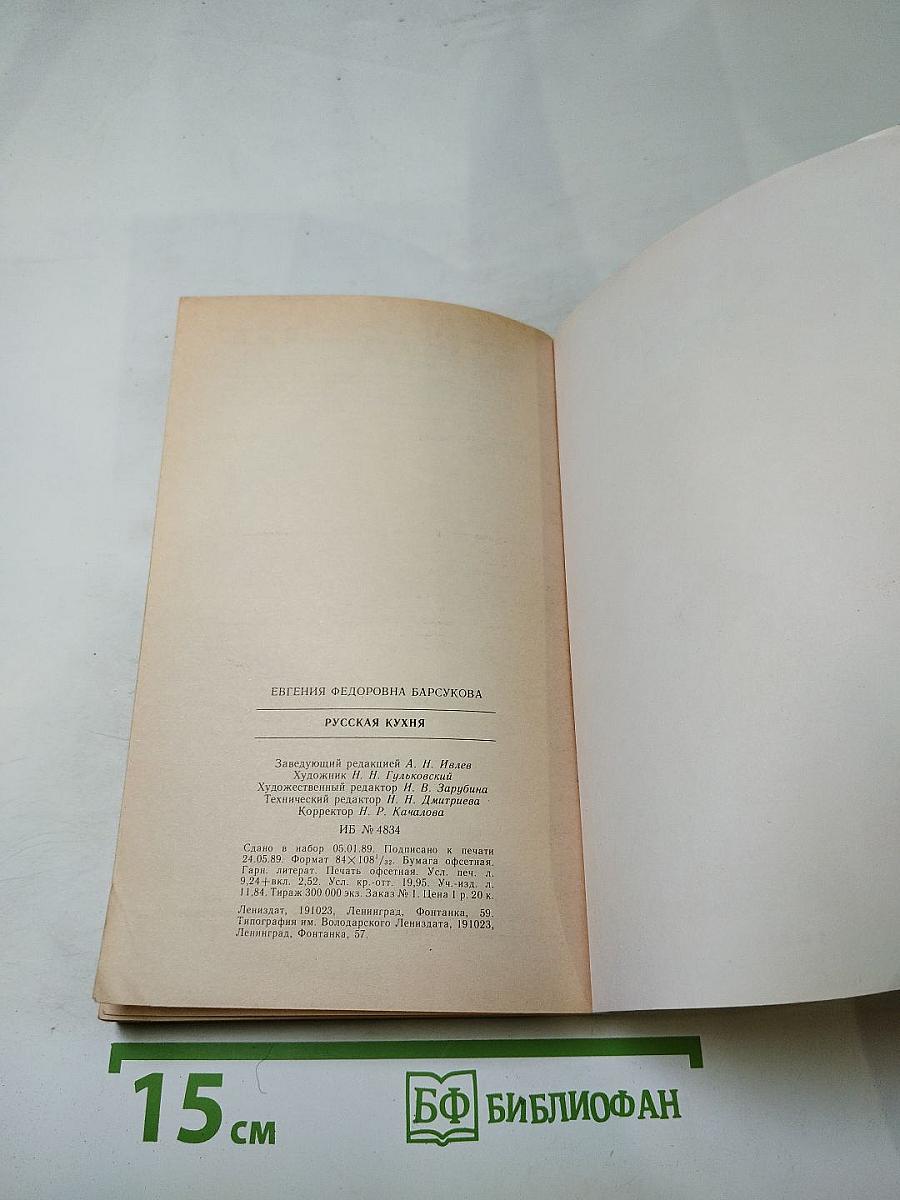 ЕВГЕНИЯ ФЕДОРОВНА БАРСУКОВА
РУССКАЯ КУХНЯ
Заведующий редакцией А. Н. Ивлев
Художник Н. Н. Гульковский
Художественный редактор И. В. Зарубина
Технический редактор Н. Н. Дмитриева
Корректор Н. Р. Качалова
ИБ № 4834
Сдано в набор 05.01.89. Подписано к печати
24.05.89. Формат 84×108¹/₃₂. Бумага офсетная.
Гарн. литерат. Печать офсетная. Усл. печ. л.
9,24+вкл. 2,52. Усл. кр.-отт. 19,95. Уч.-изд. л.
11,84. Тираж 300 000 экз. Заказ № 1. Цена 1 р. 20 к.
Лениздат, 191023, Ленинград, Фонтанка, 59.
Типография им. Володарского Лениздата, 191023,
Ленинград, Фонтанка, 57.
15 см
БФ БИБЛИОФАН